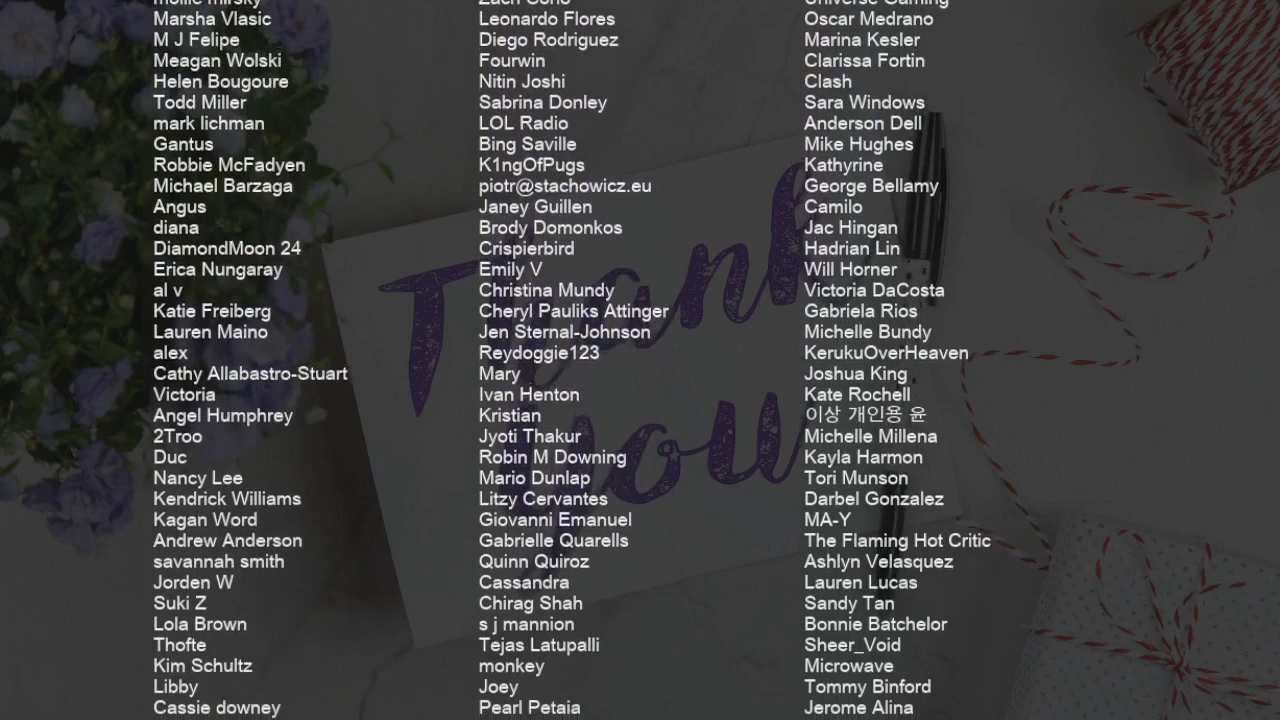 Marsha Vlasic
M J Felipe
Meagan Wolski
Helen Bougoure
Todd Miller
mark lichman
Gantus
Robbie McFadyen
Michael Barzaga
Angus
diana
DiamondMoon 24
Erica Nungaray
al v
Katie Freiberg
Lauren Maino
alex
Cathy Allabastro-Stuart
Victoria
Angel Humphrey
2Troo
Duc
Nancy Lee
Kendrick Williams
Kagan Word
Andrew Anderson
savannah smith
Jorden W
Suki Z
Lola Brown
Thofte
Kim Schultz
Libby
Cassie downey
Leonardo Flores
Diego Rodriguez
Fourwin
Nitin Joshi
Sabrina Donley
LOL Radio
Bing Saville
K1ngOfPugs
piotr@stachowicz.eu
Janey Guillen
Brody Domonkos
Crispierbird
Emily V
Christina Mundy
Cheryl Pauliks Attinger
Jen Sternal-Johnson
Reydoggie123
Mary
Ivan Henton
Kristian
Jyoti Thakur
Robin M Downing
Mario Dunlap
Litzy Cervantes
Giovanni Emanuel
Gabrielle Quarells
Quinn Quiroz
Cassandra
Chirag Shah
s j mannion
Tejas Latupalli
monkey
Joey
Pearl Petaia
Universe Gaming
Oscar Medrano
Marina Kesler
Clarissa Fortin
Clash
Sara Windows
Anderson Dell
Mike Hughes
Kathyrine
George Bellamy
Camilo
Jac Hingan
Hadrian Lin
Will Horner
Victoria DaCosta
Gabriela Rios
Michelle Bundy
KerukuOverHeaven
Joshua King
Kate Rochell
이상 개인용 윤
Michelle Millena
Kayla Harmon
Tori Munson
Darbel Gonzalez
MA-Y
The Flaming Hot Critic
Ashlyn Velasquez
Lauren Lucas
Sandy Tan
Bonnie Batchelor
Sheer_Void
Microwave
Tommy Binford
Jerome Alina
Thank
you